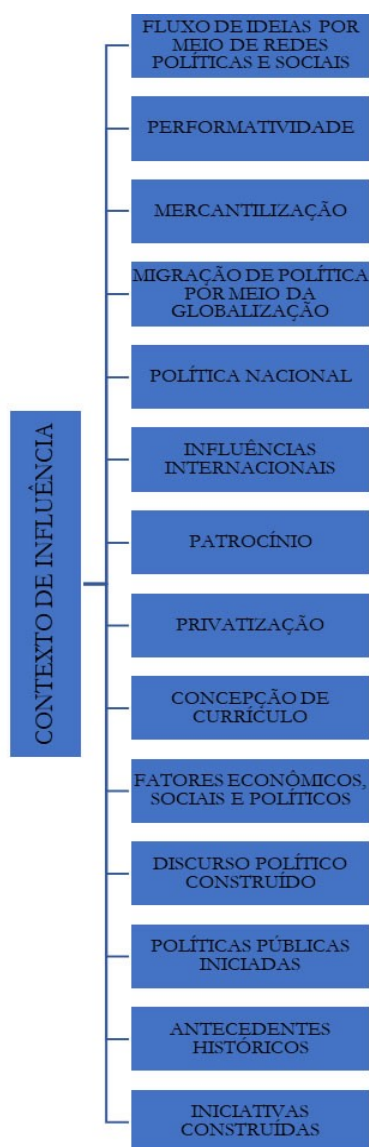 CONTEXTO DE INFLUÊNCIA
FLUXO DE IDEIAS POR
MEIO DE REDES
POLÍTICAS E SOCIAIS
PERFORMATIVIDADE
MERCANTILIZAÇÃO
MIGRAÇÃO DE POLÍTICA
POR MEIO DA
GLOBALIZAÇÃO
POLÍTICA NACIONAL
INFLUÊNCIAS
INTERNACIONAIS
PATROCÍNIO
PRIVATIZAÇÃO
CONCEPÇÃO DE
CURRÍCULO
FATORES ECONÔMICOS,
SOCIAIS E POLÍTICOS
DISCURSO POLÍTICO
CONSTRUÍDO
POLÍTICAS PÚBLICAS
INICIADAS
ANTECEDENTES
HISTÓRICOS
INICIATIVAS
CONSTRUÍDAS